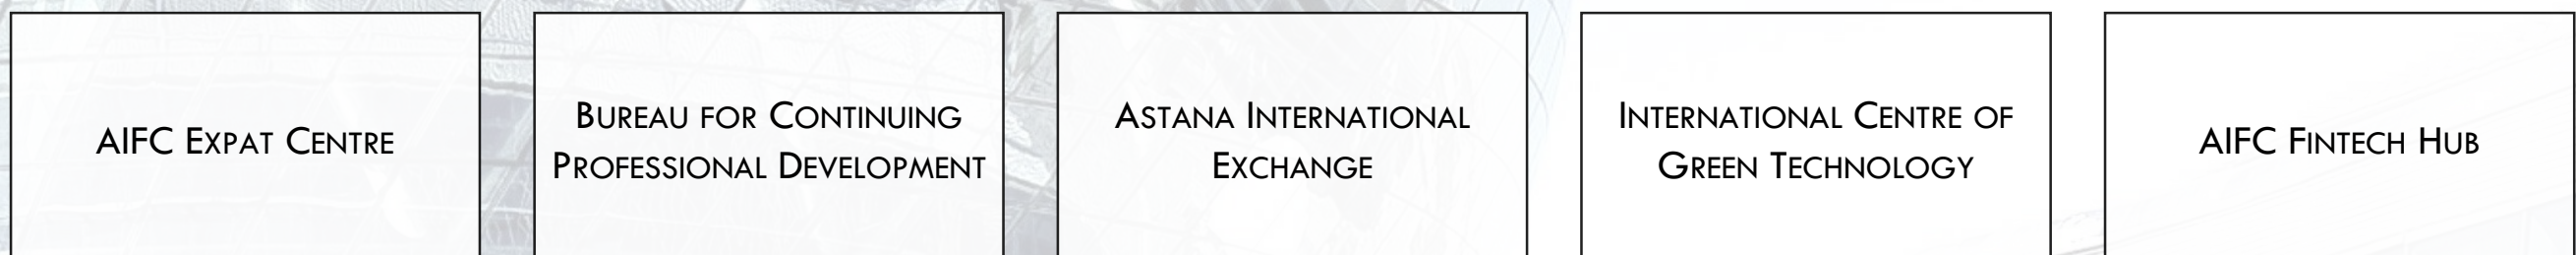 AIFC Expat Centre
Bureau for Continuing
Professional Development
Astana International
Exchange
International Centre of
Green Technology
AIFC Fintech Hub